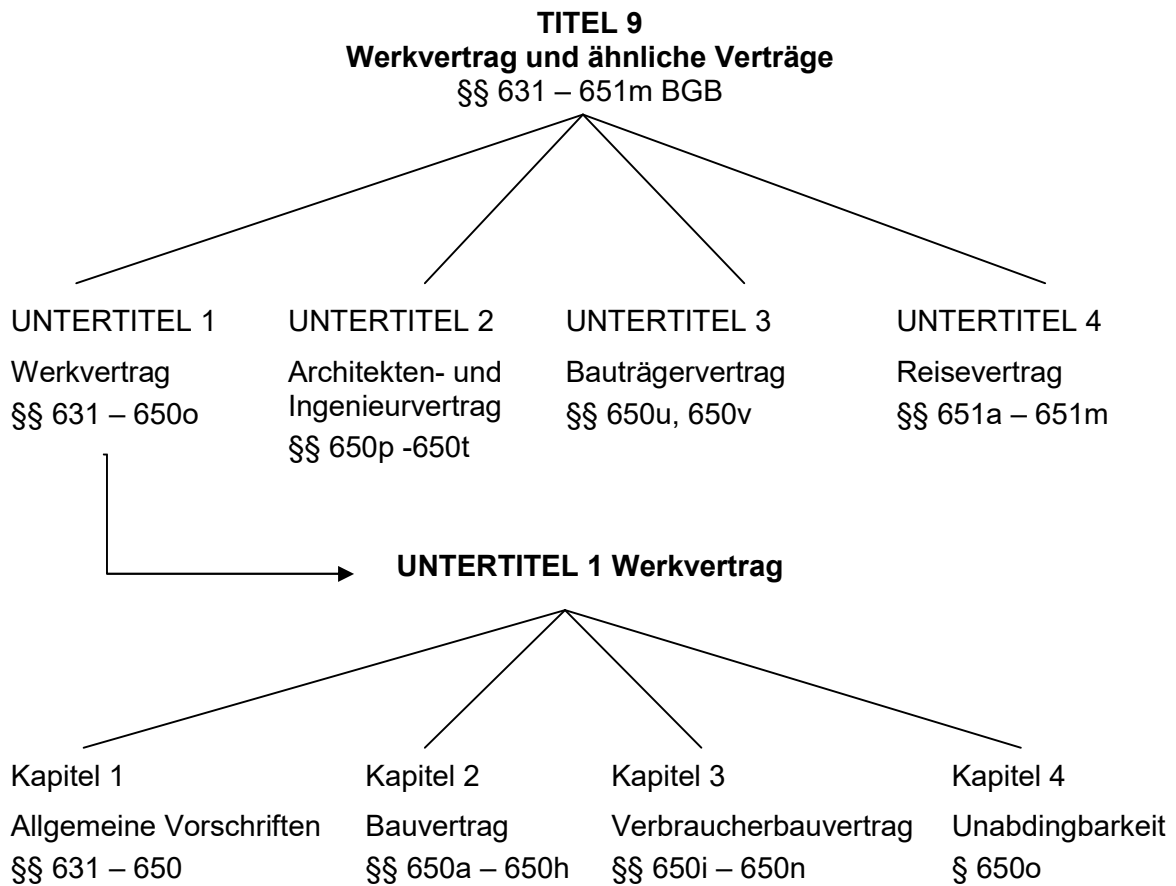 TITEL 9
Werkvertrag und ähnliche Verträge
§§ 631 – 651m BGB
UNTERTITEL 1
Werkvertrag
§§ 631 – 650o
UNTERTITEL 2
Architekten- und
Ingenieurvertrag
§§ 650p -650t
UNTERTITEL 3
Bauträgervertrag
§§ 650u, 650v
UNTERTITEL 4
Reisevertrag
§§ 651a – 651m
UNTERTITEL 1 Werkvertrag
Kapitel 1
Allgemeine Vorschriften
§§ 631 – 650
Kapitel 2
Bauvertrag
§§ 650a – 650h
Kapitel 3
Verbraucherbauvertrag
§§ 650i – 650n
Kapitel 4
Unabdingbarkeit
§ 650o